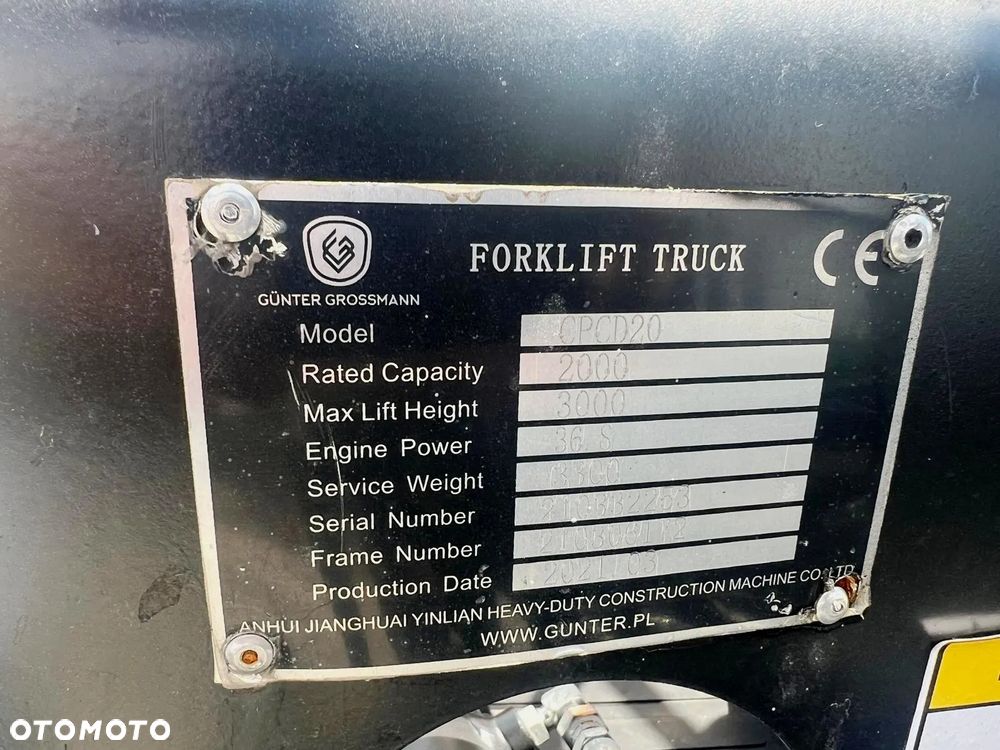 GÜNTER GROSSMANN
FORKLIFT TRUCK
CE
Model CPCD20
Rated Capacity 2000
Max Lift Height 3000
Engine Power
Service Weight
Serial Number
Frame Number
Production Date
ANHUI JIANGHUAI YINLIAN HEAVY-DUTY CONSTRUCTION MACHINE CO.,LTD
WWW.GUNTER.PL
OTOMOTO